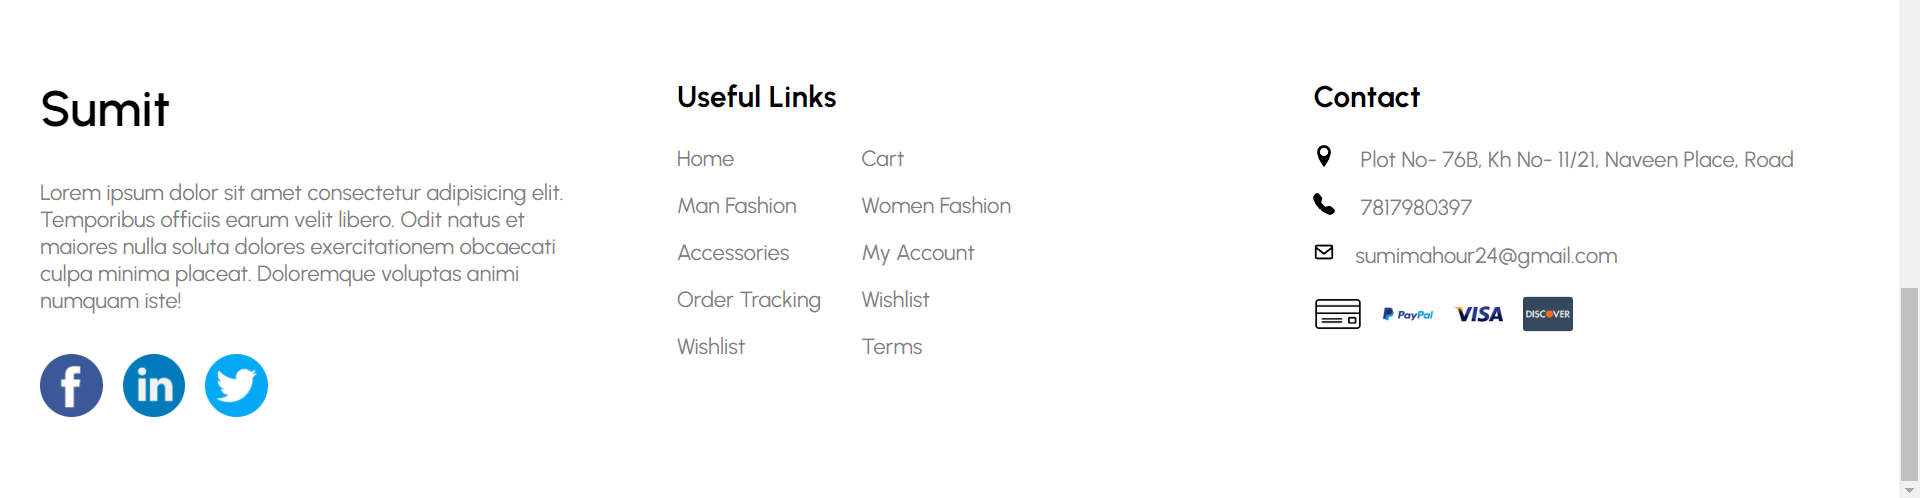 Sumit
Lorem ipsum dolor sit amet consectetur adipisicing elit.
Temporibus officiis earum velit libero. Odit natus et
maiores nulla soluta dolores exercitationem obcaecati
culpa minima placeat. Doloremque voluptas animi
numquam iste!
f
in
Useful Links
Home
Man Fashion
Accessories
Order Tracking
Wishlist
Cart
Women Fashion
My Account
Wishlist
Terms
Contact
Plot No- 76B, Kh No- 11/21, Naveen Place, Road
7817980397
sumimahour24@gmail.com
PayPal
VISA
DISCOVER